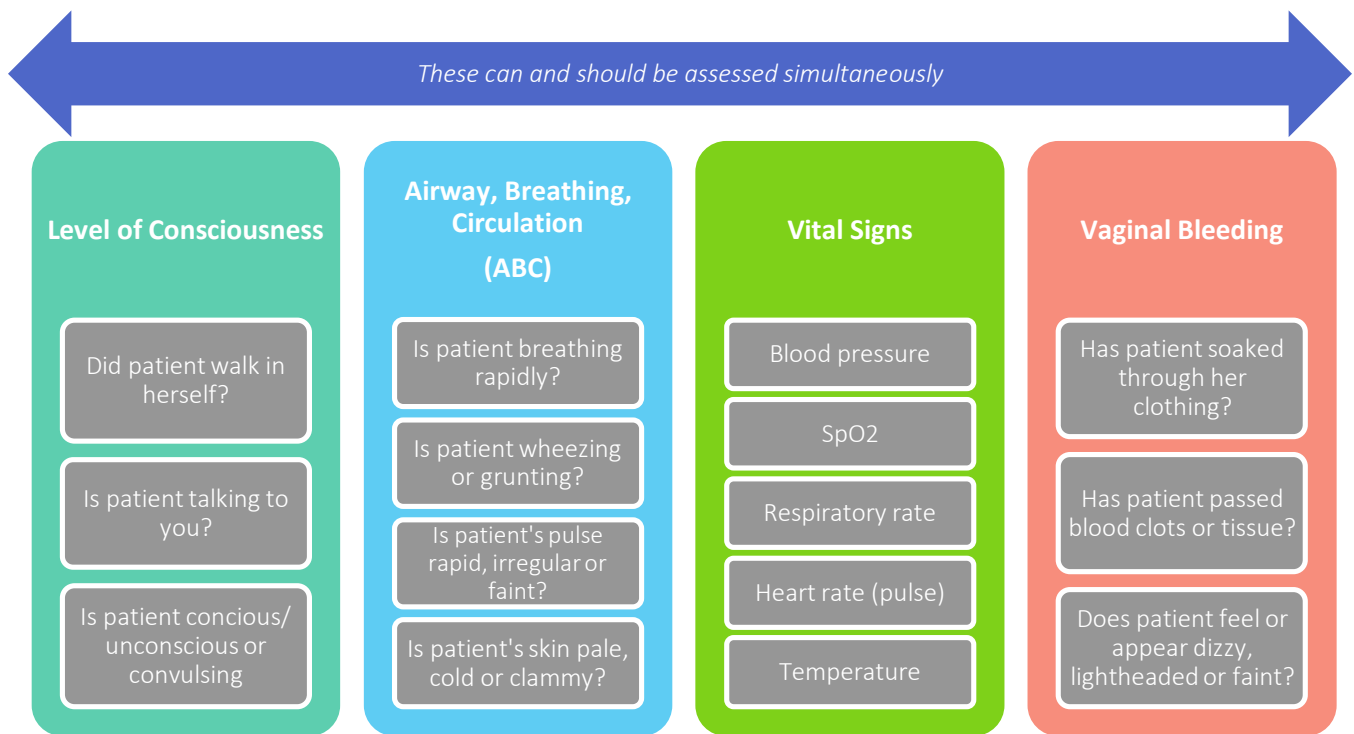 These can and should be assessed simultaneously
Level of Consciousness
Did patient walk in
herself?
Is patient talking to
you?
Is patient concious/
unconscious or
convulsing
Airway, Breathing,
Circulation
(ABC)
Is patient breathing
rapidly?
Is patient wheezing
or grunting?
Is patient's pulse
rapid, irregular or
faint?
Is patient's skin pale,
cold or clammy?
Vital Signs
Blood pressure
SpO2
Respiratory rate
Heart rate (pulse)
Temperature
Vaginal Bleeding
Has patient soaked
through her
clothing?
Has patient passed
blood clots or tissue?
Does patient feel or
appear dizzy,
lightheaded or faint?